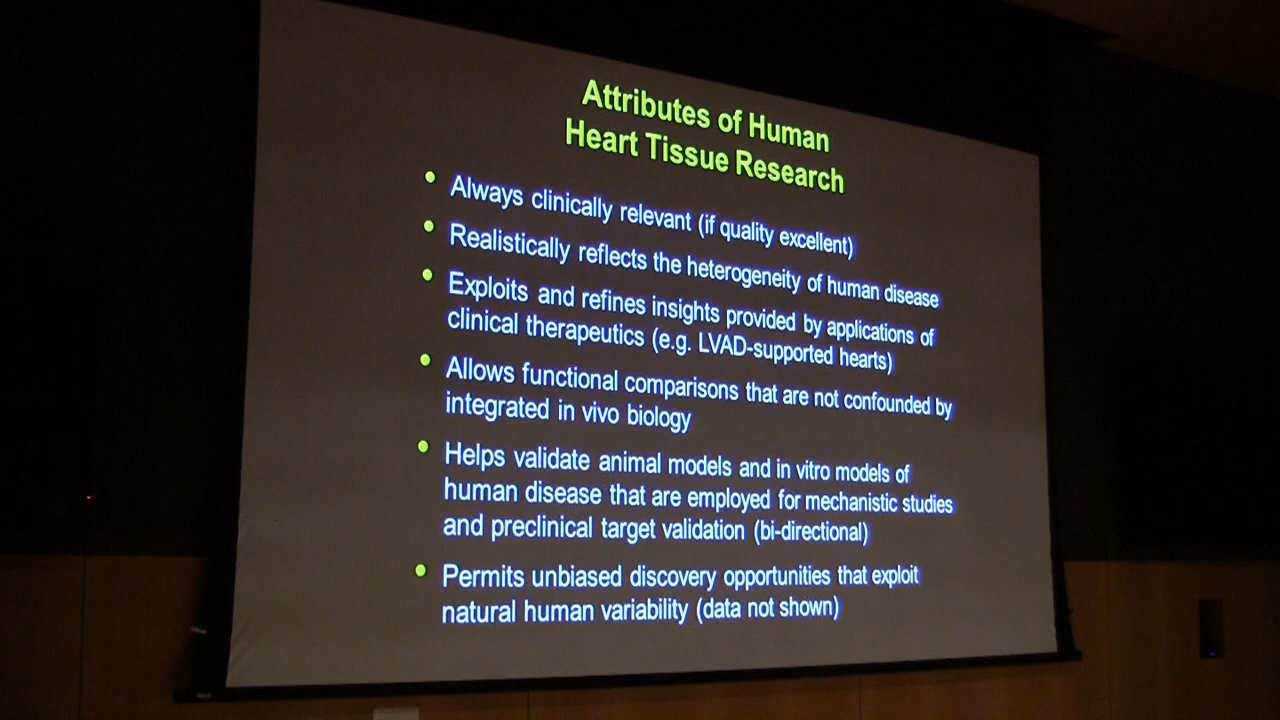 Attributes of Human
Heart Tissue Research
• Always clinically relevant (if quality excellent)
• Realistically reflects the heterogeneity of human disease
• Exploits and refines insights provided by applications of
clinical therapeutics (e.g. LVAD-supported hearts)
• Allows functional comparisons that are not confounded by
integrated in vivo biology
• Helps validate animal models and in vitro models of
human disease that are employed for mechanistic studies
and preclinical target validation (bi-directional)
• Permits unbiased discovery opportunities that exploit
natural human variability (data not shown)